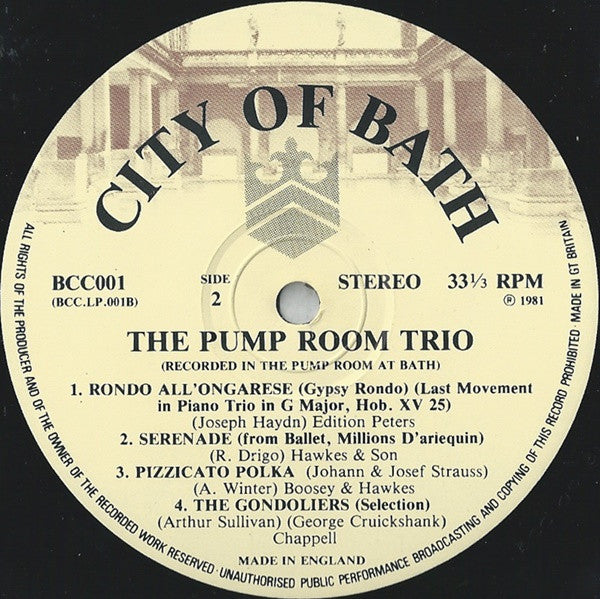 CITY OF BATH
BCC001
(BCC.LP.001B)
SIDE
2
STEREO
33⅓ RPM
℗ 1981
THE PUMP ROOM TRIO
(RECORDED IN THE PUMP ROOM AT BATH)
1. RONDO ALL'ONGARESE (Gypsy Rondo) (Last Movement
in Piano Trio in G Major, Hob. XV 25)
(Joseph Haydn) Edition Peters
2. SERENADE (from Ballet, Millions D'ariequin)
(R. Drigo) Hawkes & Son
3. PIZZICATO POLKA (Johann & Josef Strauss)
(A. Winter) Boosey & Hawkes
4. THE GONDOLIERS (Selection)
(Arthur Sullivan) (George Cruickshank)
Chappell
MADE IN ENGLAND
ALL RIGHTS OF THE PRODUCER AND OF THE OWNER OF THE RECORDED WORK RESERVED · UNAUTHORISED PUBLIC PERFORMANCE BROADCASTING AND COPYING OF THIS RECORD PROHIBITED · MADE IN GT BRITAIN